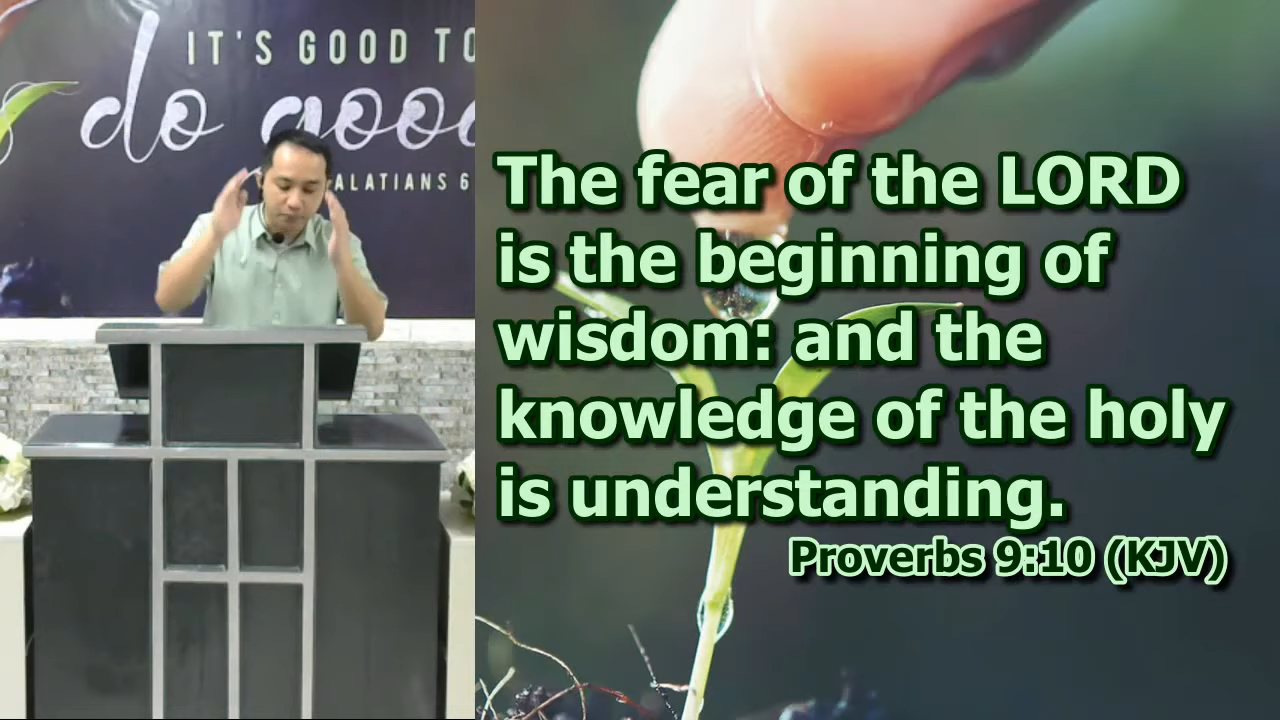 IT'S GOOD TO
do good
ALATIANS 6
The fear of the LORD
is the beginning of
wisdom: and the
knowledge of the holy
is understanding.
Proverbs 9:10 (KJV)